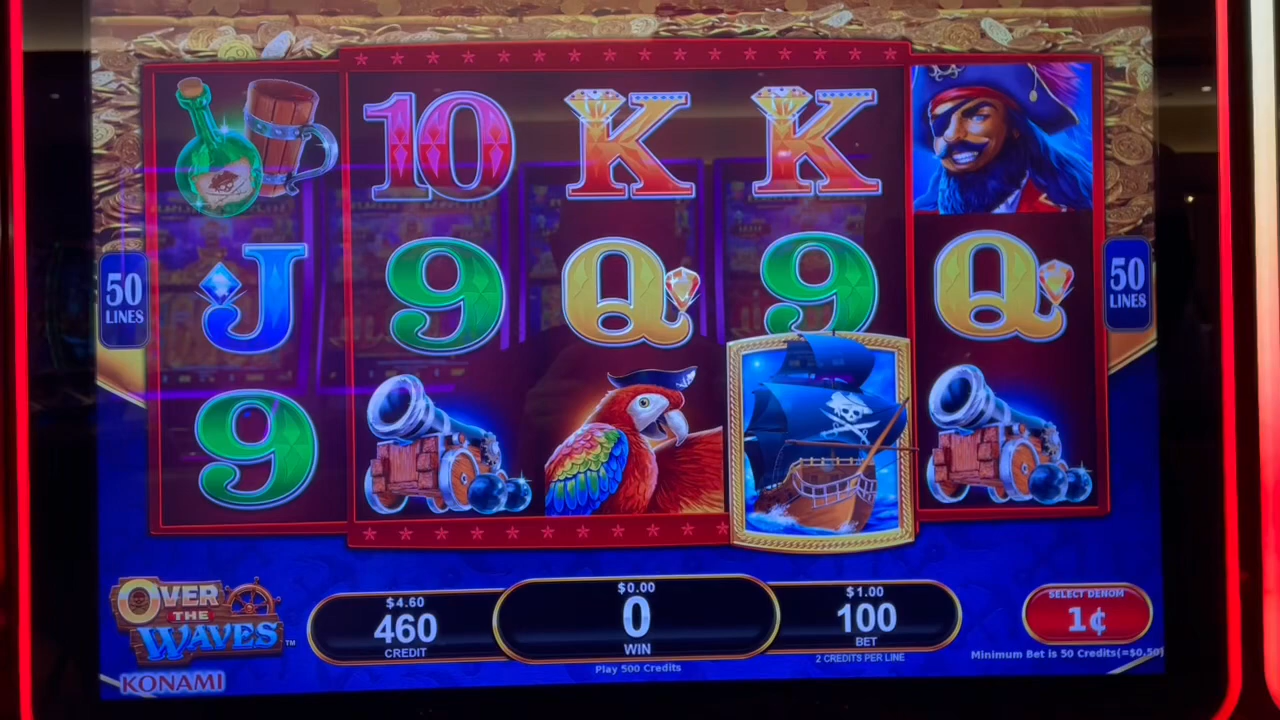 10 K K
J 9 Q 9 Q
9
50
LINES
50
LINES
OVER
THE
WAVES™
KONAMI
$4.60
460
CREDIT
$0.00
0
WIN
Play 500 Credits
$1.00
100
BET
2 CREDITS PER LINE
SELECT DENOM
1¢
Minimum Bet is 50 Credits(=$0.50)